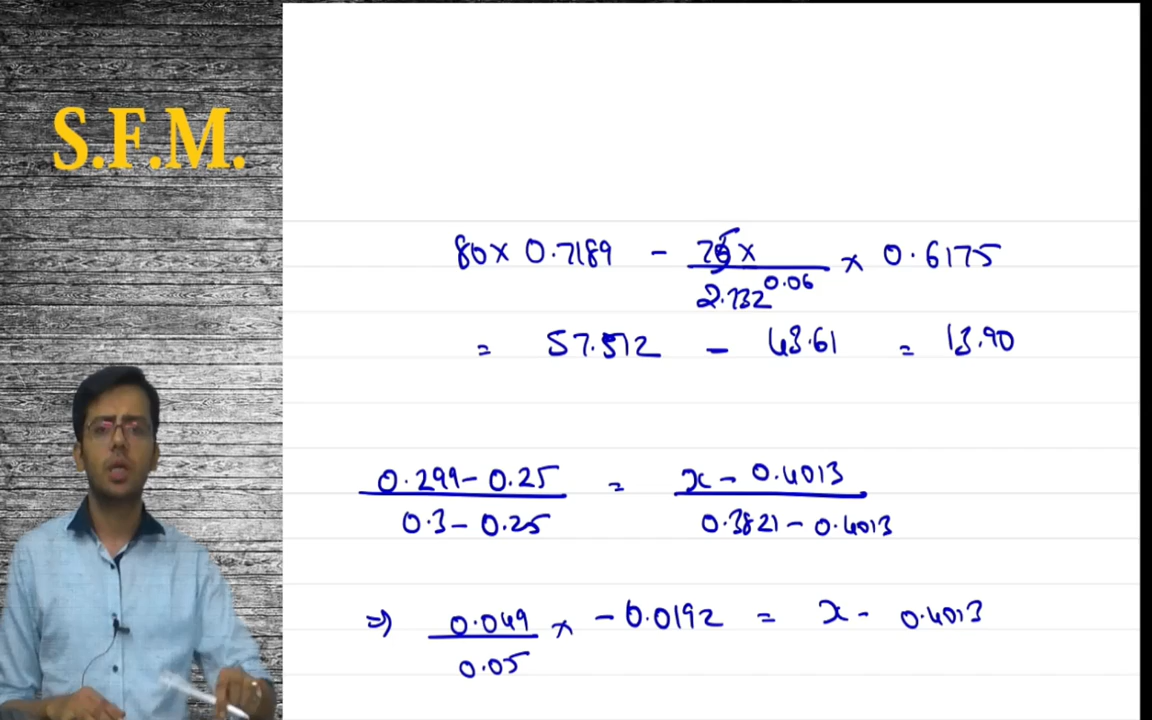 S.F.M.
80 x 0.7189 - 75 x / 2.732^0.06 x 0.6175
= 57.512 - 43.61 = 13.90
0.299 - 0.25 / 0.3 - 0.25 = x - 0.4013 / 0.3821 - 0.4013
⇒ 0.049 / 0.05 x - 0.0192 = x - 0.4013